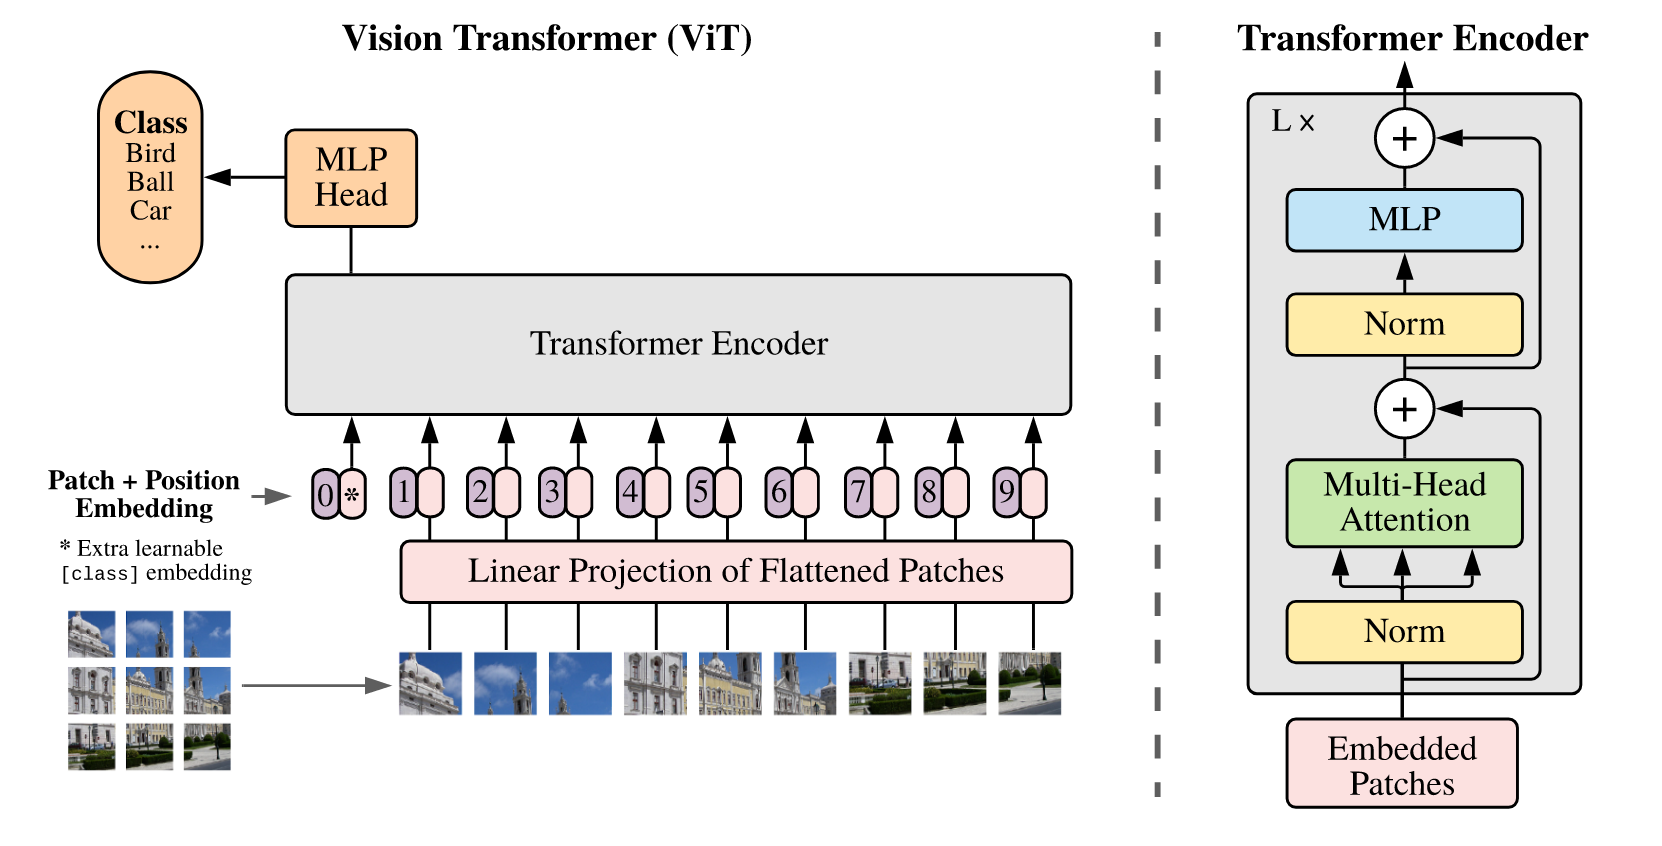 Vision Transformer (ViT)
Class
Bird
Ball
Car
...
MLP
Head
Transformer Encoder
Patch + Position
Embedding
0 * 1 2 3 4 5 6 7 8 9
* Extra learnable
[class] embedding
Linear Projection of Flattened Patches
Transformer Encoder
L ×
+
MLP
Norm
+
Multi-Head
Attention
Norm
Embedded
Patches